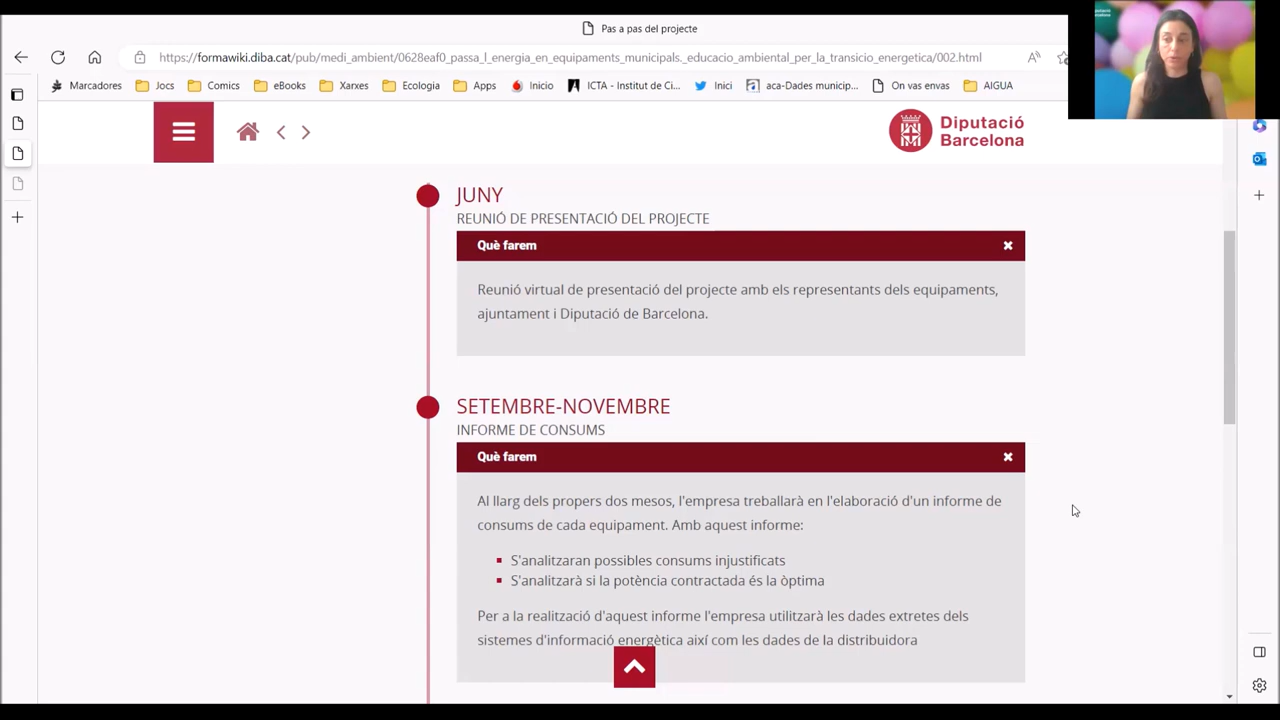 Pas a pas del projecte
https://formawiki.diba.cat/pub/medi_ambient/0628eaf0_passa_l_energia_en_equipaments_municipals._educacio_ambiental_per_la_transicio_energetica/002.html
Marcadores Jocs Comics eBooks Xarxes Ecologia Apps Inicio ICTA - Institut de Ci... Inici aca-Dades municip... On vas envas AIGUA
Diputació
Barcelona
JUNY
REUNIÓ DE PRESENTACIÓ DEL PROJECTE
Què farem
Reunió virtual de presentació del projecte amb els representants dels equipaments,
ajuntament i Diputació de Barcelona.
SETEMBRE-NOVEMBRE
INFORME DE CONSUMS
Què farem
Al llarg dels propers dos mesos, l'empresa treballarà en l'elaboració d'un informe de
consums de cada equipament. Amb aquest informe:
S'analitzaran possibles consums injustificats
S'analitzarà si la potència contractada és la òptima
Per a la realització d'aquest informe l'empresa utilitzarà les dades extretes dels
sistemes d'informació energètica així com les dades de la distribuidora